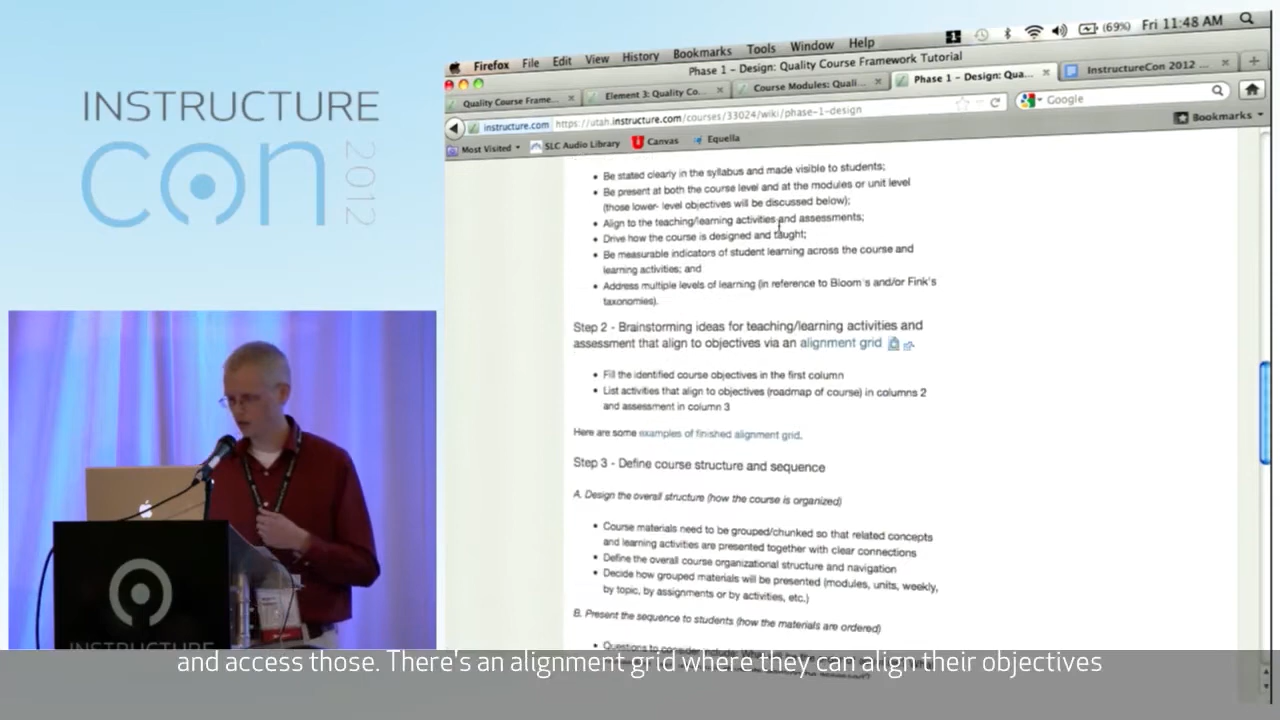 INSTRUCTURE
con 2012
Firefox File Edit View History Bookmarks Tools Window Help
1 (69%) Fri 11:48 AM
Phase 1 – Design: Quality Course Framework Tutorial
Quality Course Frame... Element 3: Quality Co... Course Modules: Quali... Phase 1 – Design: Qua... InstructureCon 2012 ...
instructure.com https://utah.instructure.com/courses/33024/wiki/phase-1-design Google
Most Visited SLC Audio Library Canvas Equella Bookmarks
• Be stated clearly in the syllabus and made visible to students;
• Be present at both the course level and at the modules or unit level
(those lower- level objectives will be discussed below);
• Align to the teaching/learning activities and assessments;
• Drive how the course is designed and taught;
• Be measurable indicators of student learning across the course and
learning activities; and
• Address multiple levels of learning (in reference to Bloom's and/or Fink's
taxonomies).
Step 2 - Brainstorming ideas for teaching/learning activities and
assessment that align to objectives via an alignment grid
• Fill the identified course objectives in the first column
• List activities that align to objectives (roadmap of course) in columns 2
and assessment in column 3
Here are some examples of finished alignment grid.
Step 3 - Define course structure and sequence
A. Design the overall structure (how the course is organized)
• Course materials need to be grouped/chunked so that related concepts
and learning activities are presented together with clear connections
• Define the overall course organizational structure and navigation
• Decide how grouped materials will be presented (modules, units, weekly,
by topic, by assignments or by activities, etc.)
B. Present the sequence to students (how the materials are ordered)
• Questions to consider include:
INSTRUCTURE
and access those. There's an alignment grid where they can align their objectives